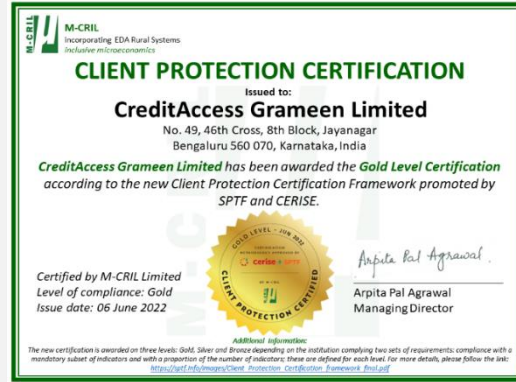 M-CRIL
M-CRIL
Incorporating EDA Rural Systems
inclusive microeconomics
CLIENT PROTECTION CERTIFICATION
Issued to:
CreditAccess Grameen Limited
No. 49, 46th Cross, 8th Block, Jayanagar
Bengaluru 560 070, Karnataka, India
CreditAccess Grameen Limited has been awarded the Gold Level Certification
according to the new Client Protection Certification Framework promoted by
SPTF and CERISE.
GOLD LEVEL - JUN 2022
cerise + SPTF
BY M-CRIL
CLIENT PROTECTION CERTIFIED
Arpita Pal Agrawal.
Certified by M-CRIL Limited
Level of compliance: Gold
Issue date: 06 June 2022
Arpita Pal Agrawal
Managing Director
Additional Information:
The new certification is awarded on three levels: Gold, Silver and Bronze depending on the institution complying two sets of requirements: compliance with a
mandatory subset of indicators and with a proportion of the number of indicators; these are defined for each level. For more details, please follow the link:
https://sptf.info/images/Client_Protection_Certification_framework_final.pdf